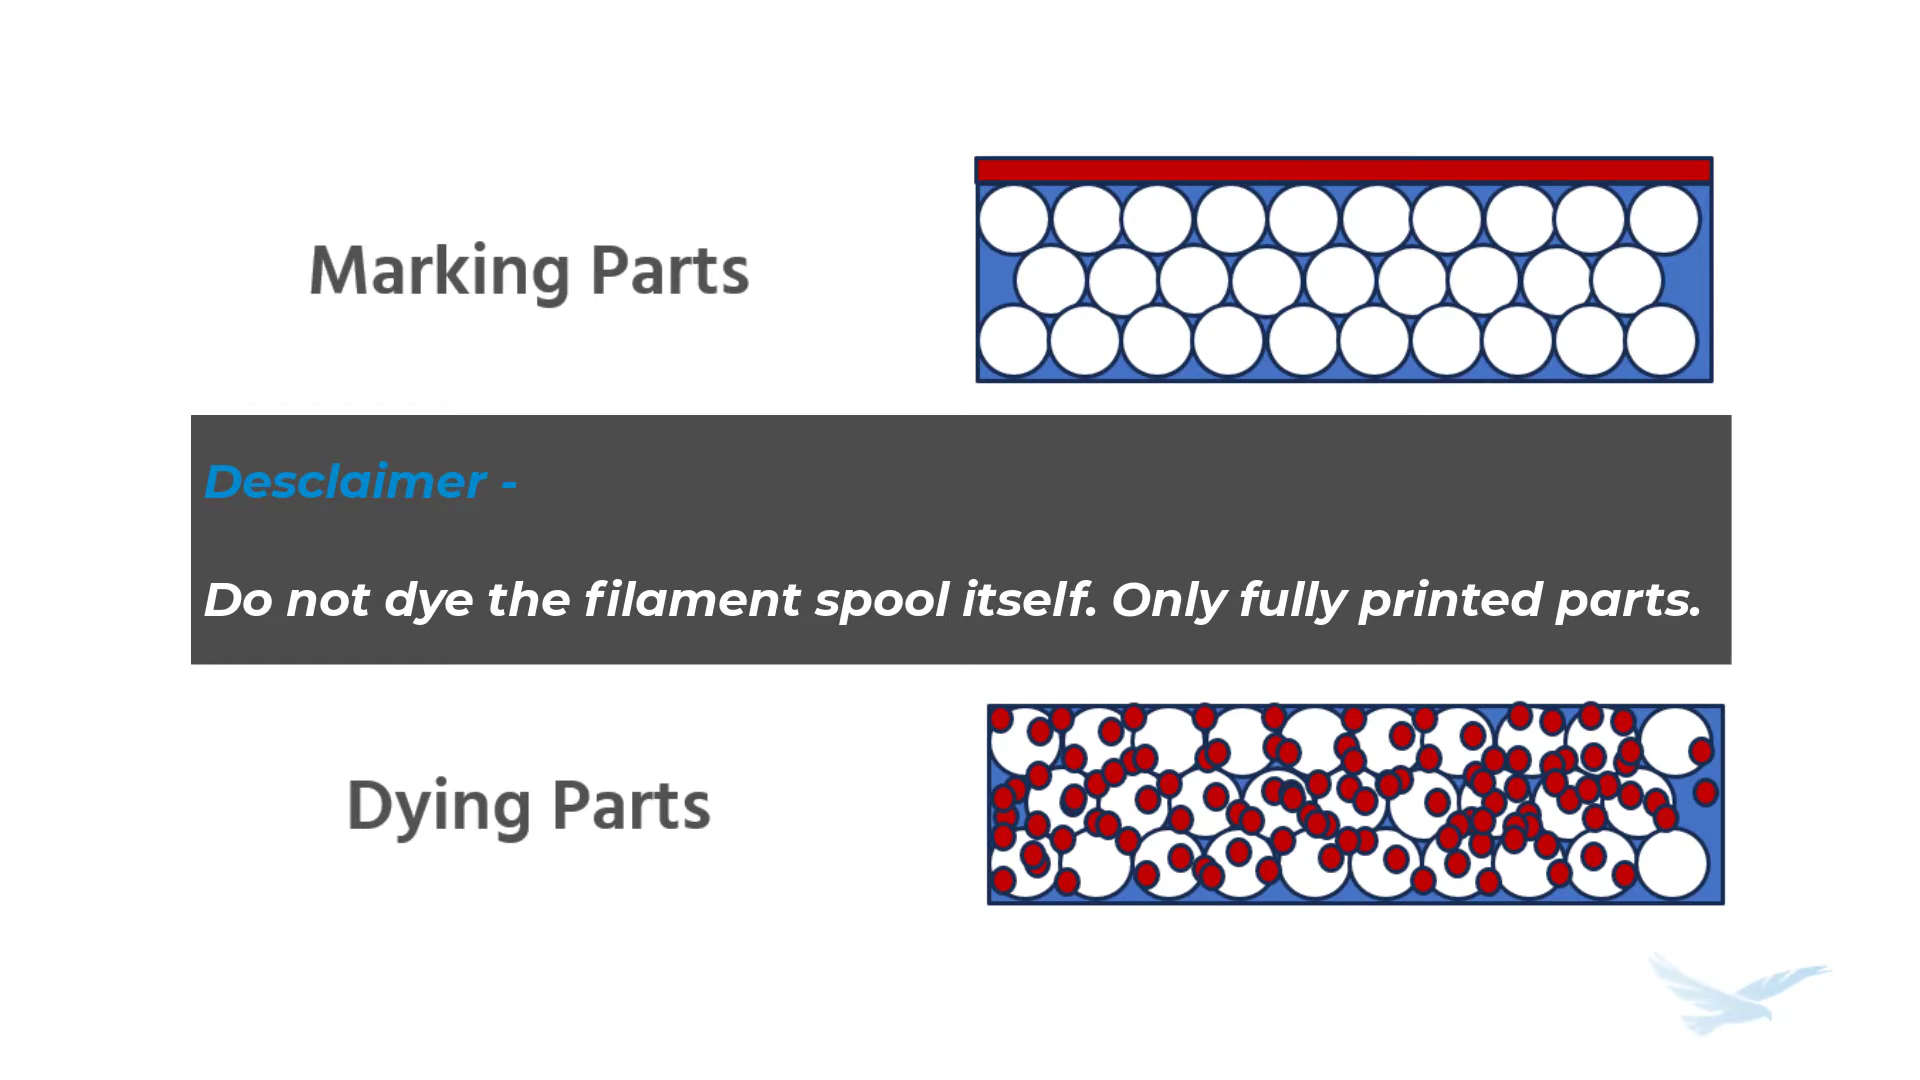 Marking Parts
Desclaimer -
Do not dye the filament spool itself. Only fully printed parts.
Dying Parts